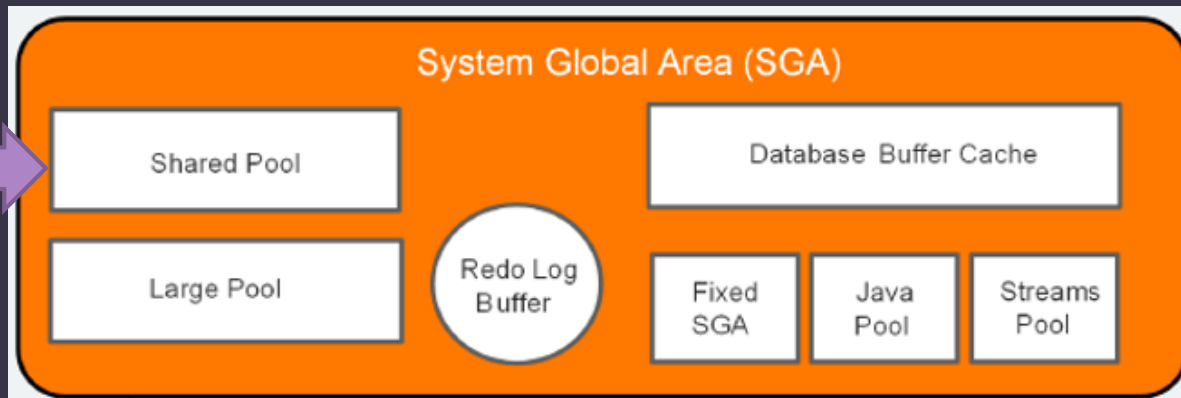 System Global Area (SGA)
Shared Pool
Database Buffer Cache
Large Pool
Redo Log
Buffer
Fixed
SGA
Java
Pool
Streams
Pool